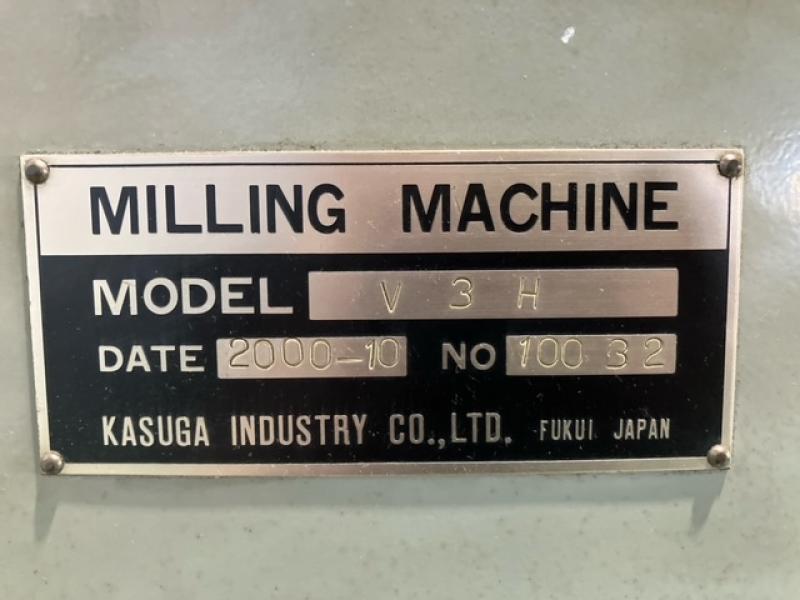 MILLING MACHINE
MODEL V 3 H
DATE 2000-10 NO 100 32
KASUGA INDUSTRY CO.,LTD. FUKUI JAPAN